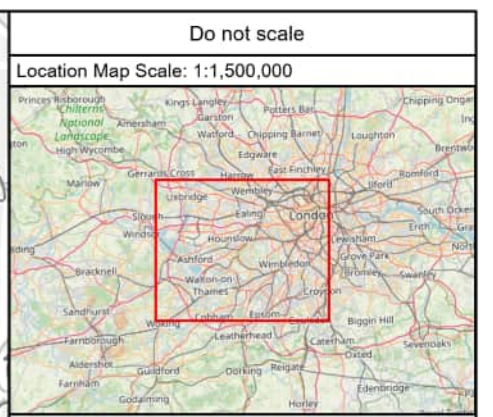 Do not scale
Location Map Scale: 1:1,500,000
Princes Risborough
Kings Langley
Chipping Ongar
Chilterns
National
Landscape
Amersham
Garston
Potters Bar
Watford
Chipping Barnet
Loughton
High Wycombe
Edgware
Brentwo
Marlow
Gerrards Cross
Harrow
East Finchley
Romford
Uxbridge
Wembley
Ilford
Slough
Ealing
London
South Ocken
Windsor
Hounslow
Lewisham
Erith
Gra
Ashford
Wimbledon
Grove Park
Bracknell
Bromley
Swanley
Walton-on-
Thames
Croydon
Sandhurst
Woking
Cobham
Epsom
Coulsdon
Biggin Hill
Farnborough
Leatherhead
Caterham
Sevenoaks
Aldershot
Guildford
Dorking
Reigate
Oxted
Farnham
Edenbridge
Godalming
Horley